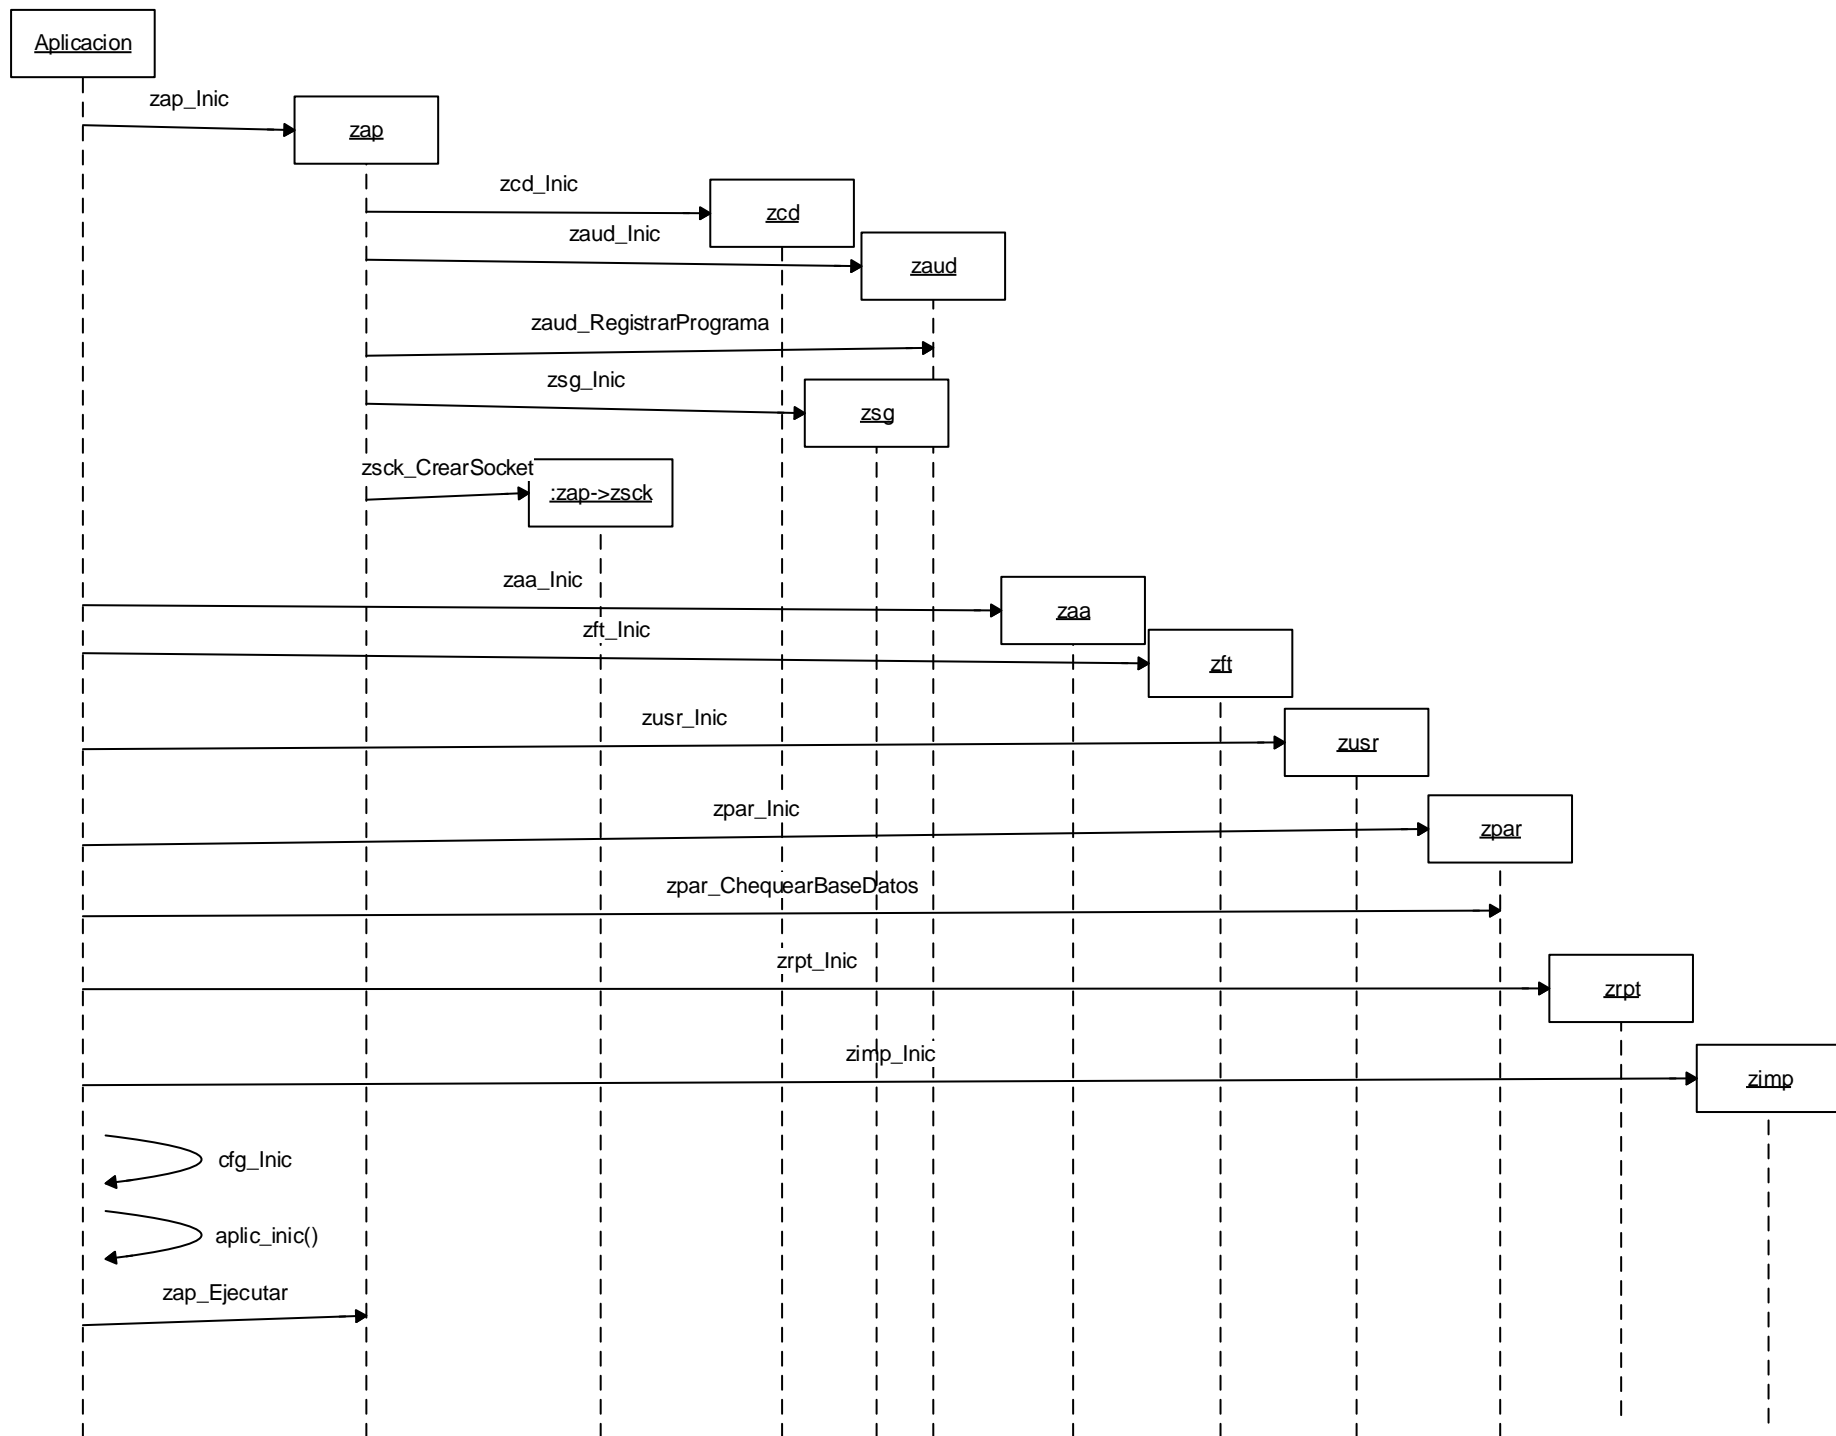 Aplicacion
zap_Inic
zap
zcd_Inic
zcd
zaud_Inic
zaud
zaud_RegistrarPrograma
zsg_Inic
zsg
zsck_CrearSocket
:zap->zsck
zaa_Inic
zaa
zft_Inic
zft
zusr_Inic
zusr
zpar_Inic
zpar
zpar_ChequearBaseDatos
zrpt_Inic
zrpt
zimp_Inic
zimp
cfg_Inic
aplic_inic()
zap_Ejecutar